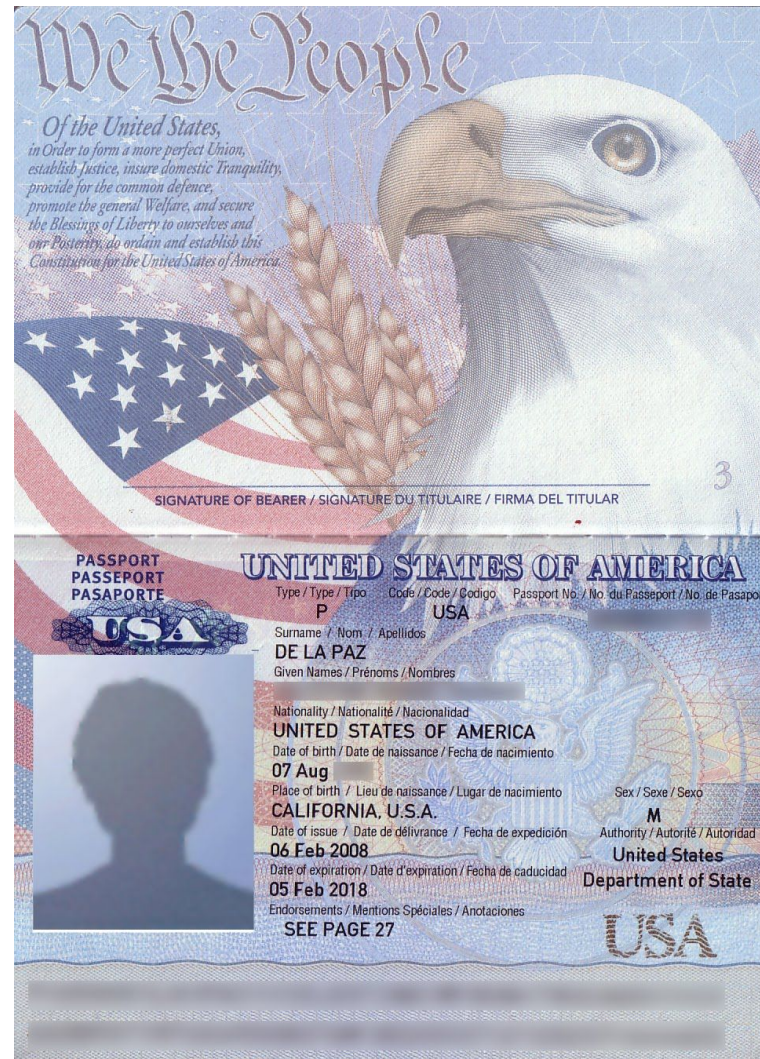 We the People
Of the United States,
in Order to form a more perfect Union,
establish Justice, insure domestic Tranquility,
provide for the common defence,
promote the general Welfare, and secure
the Blessings of Liberty to ourselves and
our Posterity, do ordain and establish this
Constitution for the United States of America.
3
SIGNATURE OF BEARER / SIGNATURE DU TITULAIRE / FIRMA DEL TITULAR
PASSPORT
PASSEPORT
PASAPORTE
USA
UNITED STATES OF AMERICA
Type / Type / Tipo Code / Code / Codigo Passport No. / No. du Passeport / No. de Pasapo
P USA
Surname / Nom / Apellidos
DE LA PAZ
Given Names / Prénoms / Nombres
Nationality / Nationalité / Nacionalidad
UNITED STATES OF AMERICA
Date of birth / Date de naissance / Fecha de nacimiento
07 Aug
Place of birth / Lieu de naissance / Lugar de nacimiento Sex / Sexe / Sexo
CALIFORNIA, U.S.A. M
Date of issue / Date de délivrance / Fecha de expedición Authority / Autorité / Autoridad
06 Feb 2008 United States
Date of expiration / Date d'expiration / Fecha de caducidad Department of State
05 Feb 2018
Endorsements / Mentions Spéciales / Anotaciones
SEE PAGE 27
USA